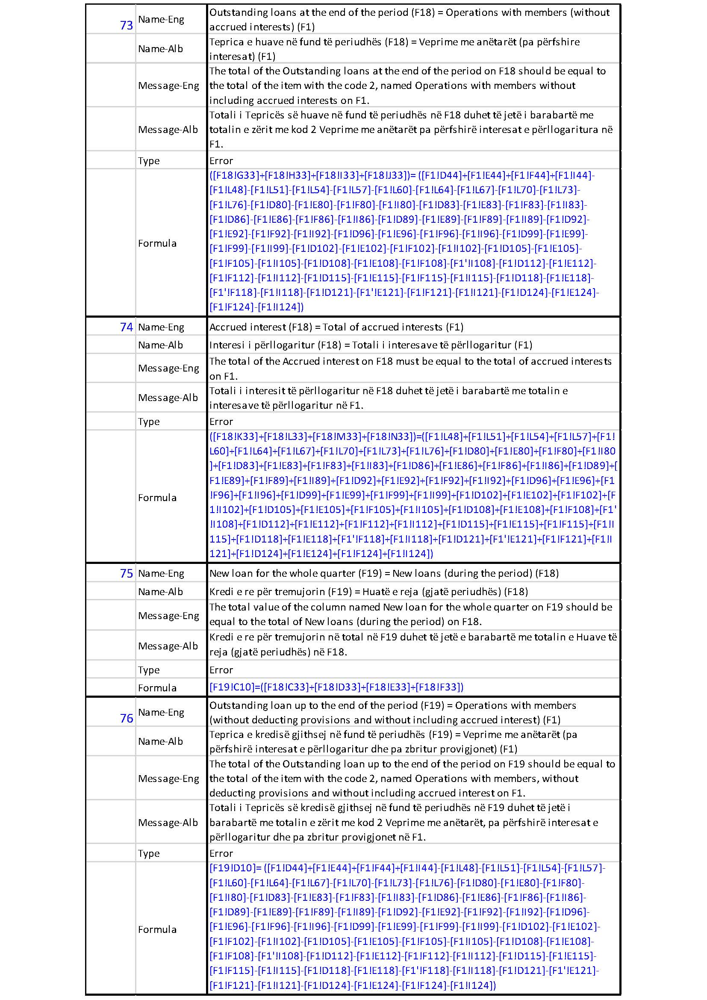 73 Name-Eng Outstanding loans at the end of the period (F18) = Operations with members (without
accrued interests) (F1)
Name-Alb Teprica e huave në fund të periudhës (F18) = Veprime me anëtarët (pa përfshire
interesat) (F1)
The total of the Outstanding loans at the end of the period on F18 should be equal to
Message-Eng the total of the item with the code 2, named Operations with members without
including accrued interests on F1.
Totali i Tepricës së huave në fund të periudhës në F18 duhet të jetë i barabartë me
Message-Alb totalin e zërit me kod 2 Veprime me anëtarët pa përfshirë interesat e përllogaritura në
F1.
Type Error
Formula ([F18!G33]+[F18!H33]+[F18!I33]+[F18!J33])= ([F1!D44]+[F1!E44]+[F1!F44]+[F1!I44]-
[F1!L48]-[F1!L51]-[F1!L54]-[F1!L57]-[F1!L60]-[F1!L64]-[F1!L67]-[F1!L70]-[F1!L73]-
[F1!L76]-[F1!D80]-[F1!E80]-[F1!F80]-[F1!I80]-[F1!D83]-[F1!E83]-[F1!F83]-[F1!I83]-
[F1!D86]-[F1!E86]-[F1!F86]-[F1!I86]-[F1!D89]-[F1!E89]-[F1!F89]-[F1!I89]-[F1!D92]-
[F1!E92]-[F1!F92]-[F1!I92]-[F1!D96]-[F1!E96]-[F1!F96]-[F1!I96]-[F1!D99]-[F1!E99]-
[F1!F99]-[F1!I99]-[F1!D102]-[F1!E102]-[F1!F102]-[F1!I102]-[F1!D105]-[F1!E105]-
[F1!F105]-[F1!I105]-[F1!D108]-[F1!E108]-[F1!F108]-[F1'!I108]-[F1!D112]-[F1!E112]-
[F1!F112]-[F1!I112]-[F1!D115]-[F1!E115]-[F1!F115]-[F1!I115]-[F1!D118]-[F1!E118]-
[F1'!F118]-[F1!I118]-[F1!D121]-[F1'!E121]-[F1!F121]-[F1!I121]-[F1!D124]-[F1!E124]-
[F1!F124]-[F1!I124])
74 Name-Eng Accrued interest (F18) = Total of accrued interests (F1)
Name-Alb Interesi i përllogaritur (F18) = Totali i interesave të përllogaritur (F1)
Message-Eng The total of the Accrued interest on F18 must be equal to the total of accrued interests
on F1.
Message-Alb Totali i interesit të përllogaritur në F18 duhet të jetë i barabartë me totalin e
interesave të përllogaritur në F1.
Type Error
Formula ([F18!K33]+[F18!L33]+[F18!M33]+[F18!N33])=([F1!L48]+[F1!L51]+[F1!L54]+[F1!L57]+[F1!
L60]+[F1!L64]+[F1!L67]+[F1!L70]+[F1!L73]+[F1!L76]+[F1!D80]+[F1!E80]+[F1!F80]+[F1!I80
]+[F1!D83]+[F1!E83]+[F1!F83]+[F1!I83]+[F1!D86]+[F1!E86]+[F1!F86]+[F1!I86]+[F1!D89]+[
F1!E89]+[F1!F89]+[F1!I89]+[F1!D92]+[F1!E92]+[F1!F92]+[F1!I92]+[F1!D96]+[F1!E96]+[F1
!F96]+[F1!I96]+[F1!D99]+[F1!E99]+[F1!F99]+[F1!I99]+[F1!D102]+[F1!E102]+[F1!F102]+[F
1!I102]+[F1!D105]+[F1!E105]+[F1!F105]+[F1!I105]+[F1!D108]+[F1!E108]+[F1!F108]+[F1'
!I108]+[F1!D112]+[F1!E112]+[F1!F112]+[F1!I112]+[F1!D115]+[F1!E115]+[F1!F115]+[F1!I
115]+[F1!D118]+[F1!E118]+[F1'!F118]+[F1!I118]+[F1!D121]+[F1'!E121]+[F1!F121]+[F1!I
121]+[F1!D124]+[F1!E124]+[F1!F124]+[F1!I124])
75 Name-Eng New loan for the whole quarter (F19) = New loans (during the period) (F18)
Name-Alb Kredi e re për tremujorin (F19) = Huatë e reja (gjatë periudhës) (F18)
Message-Eng The total value of the column named New loan for the whole quarter on F19 should be
equal to the total of New loans (during the period) on F18.
Message-Alb Kredi e re për tremujorin në total në F19 duhet të jetë e barabartë me totalin e Huave të
reja (gjatë periudhës) në F18.
Type Error
Formula [F19!C10]=([F18!C33]+[F18!D33]+[F18!E33]+[F18!F33])
76 Name-Eng Outstanding loan up to the end of the period (F19) = Operations with members
(without deducting provisions and without including accrued interest) (F1)
Name-Alb Teprica e kredisë gjithsej në fund të periudhës (F19) = Veprime me anëtarët (pa
përfshirë interesat e përllogaritur dhe pa zbritur provigjonet) (F1)
The total of the Outstanding loan up to the end of the period on F19 should be equal to
Message-Eng the total of the item with the code 2, named Operations with members, without
deducting provisions and without including accrued interest on F1.
Totali i Tepricës së kredisë gjithsej në fund të periudhës në F19 duhet të jetë i
Message-Alb barabartë me totalin e zërit me kod 2 Veprime me anëtarët, pa përfshirë interesat e
përllogaritur dhe pa zbritur provigjonet në F1.
Type Error
Formula [F19!D10]= ([F1!D44]+[F1!E44]+[F1!F44]+[F1!I44]-[F1!L48]-[F1!L51]-[F1!L54]-[F1!L57]-
[F1!L60]-[F1!L64]-[F1!L67]-[F1!L70]-[F1!L73]-[F1!L76]-[F1!D80]-[F1!E80]-[F1!F80]-
[F1!I80]-[F1!D83]-[F1!E83]-[F1!F83]-[F1!I83]-[F1!D86]-[F1!E86]-[F1!F86]-[F1!I86]-
[F1!D89]-[F1!E89]-[F1!F89]-[F1!I89]-[F1!D92]-[F1!E92]-[F1!F92]-[F1!I92]-[F1!D96]-
[F1!E96]-[F1!F96]-[F1!I96]-[F1!D99]-[F1!E99]-[F1!F99]-[F1!I99]-[F1!D102]-[F1!E102]-
[F1!F102]-[F1!I102]-[F1!D105]-[F1!E105]-[F1!F105]-[F1!I105]-[F1!D108]-[F1!E108]-
[F1!F108]-[F1'!I108]-[F1!D112]-[F1!E112]-[F1!F112]-[F1!I112]-[F1!D115]-[F1!E115]-
[F1!F115]-[F1!I115]-[F1!D118]-[F1!E118]-[F1'!F118]-[F1!I118]-[F1!D121]-[F1'!E121]-
[F1!F121]-[F1!I121]-[F1!D124]-[F1!E124]-[F1!F124]-[F1!I124])